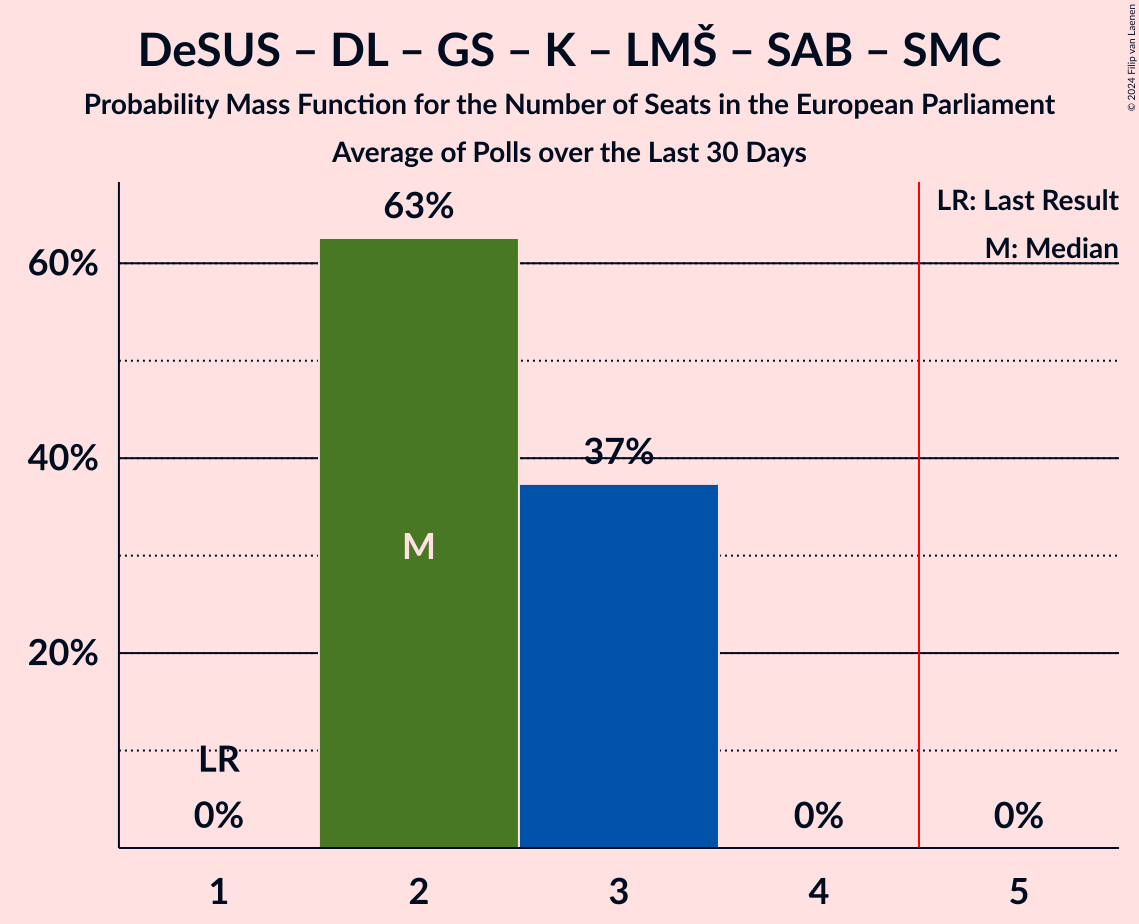 DeSUS – DL – GS – K – LMŠ – SAB – SMC
Probability Mass Function for the Number of Seats in the European Parliament
Average of Polls over the Last 30 Days
© 2024 Filip van Laenen
LR: Last Result
M: Median
63%
60%
40%
37%
20%
M
LR
0%
0%
0%
1
2
3
4
5